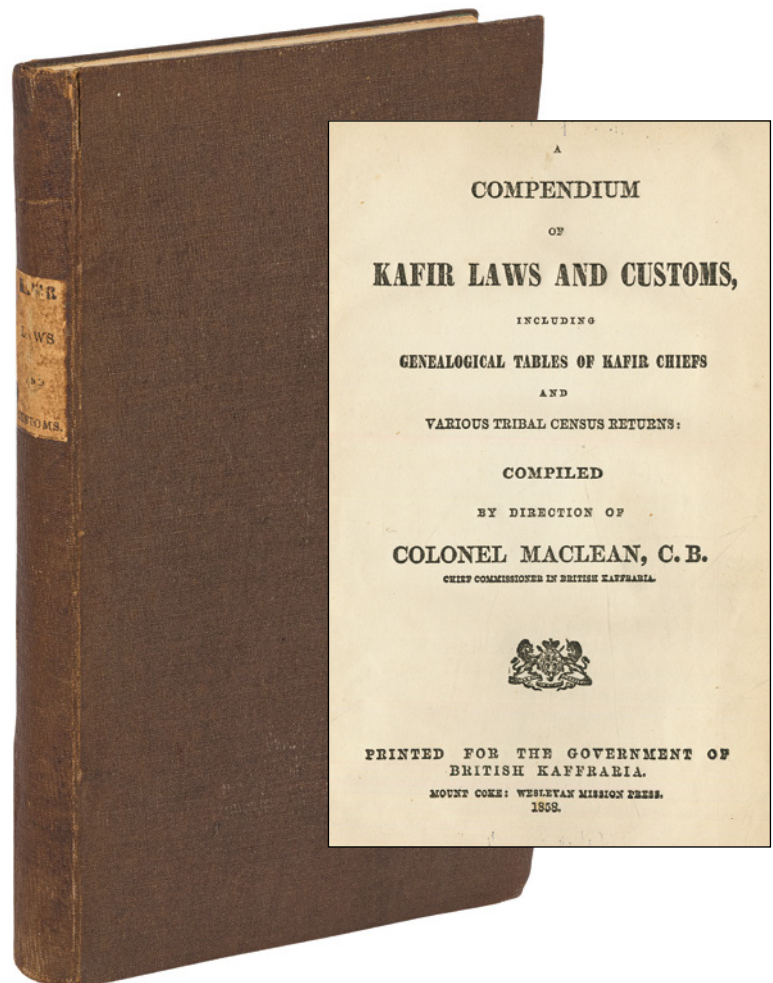 LAWS
AND
CUSTOMS.
A
COMPENDIUM
OF
KAFIR LAWS AND CUSTOMS,
INCLUDING
GENEALOGICAL TABLES OF KAFIR CHIEFS
AND
VARIOUS TRIBAL CENSUS RETURNS:
COMPILED
BY DIRECTION OF
COLONEL MACLEAN, C. B.
CHIEF COMMISSIONER IN BRITISH KAFFRARIA.
PRINTED FOR THE GOVERNMENT OF
BRITISH KAFFRARIA.
MOUNT COKE: WESLEYAN MISSION PRESS.
1858.